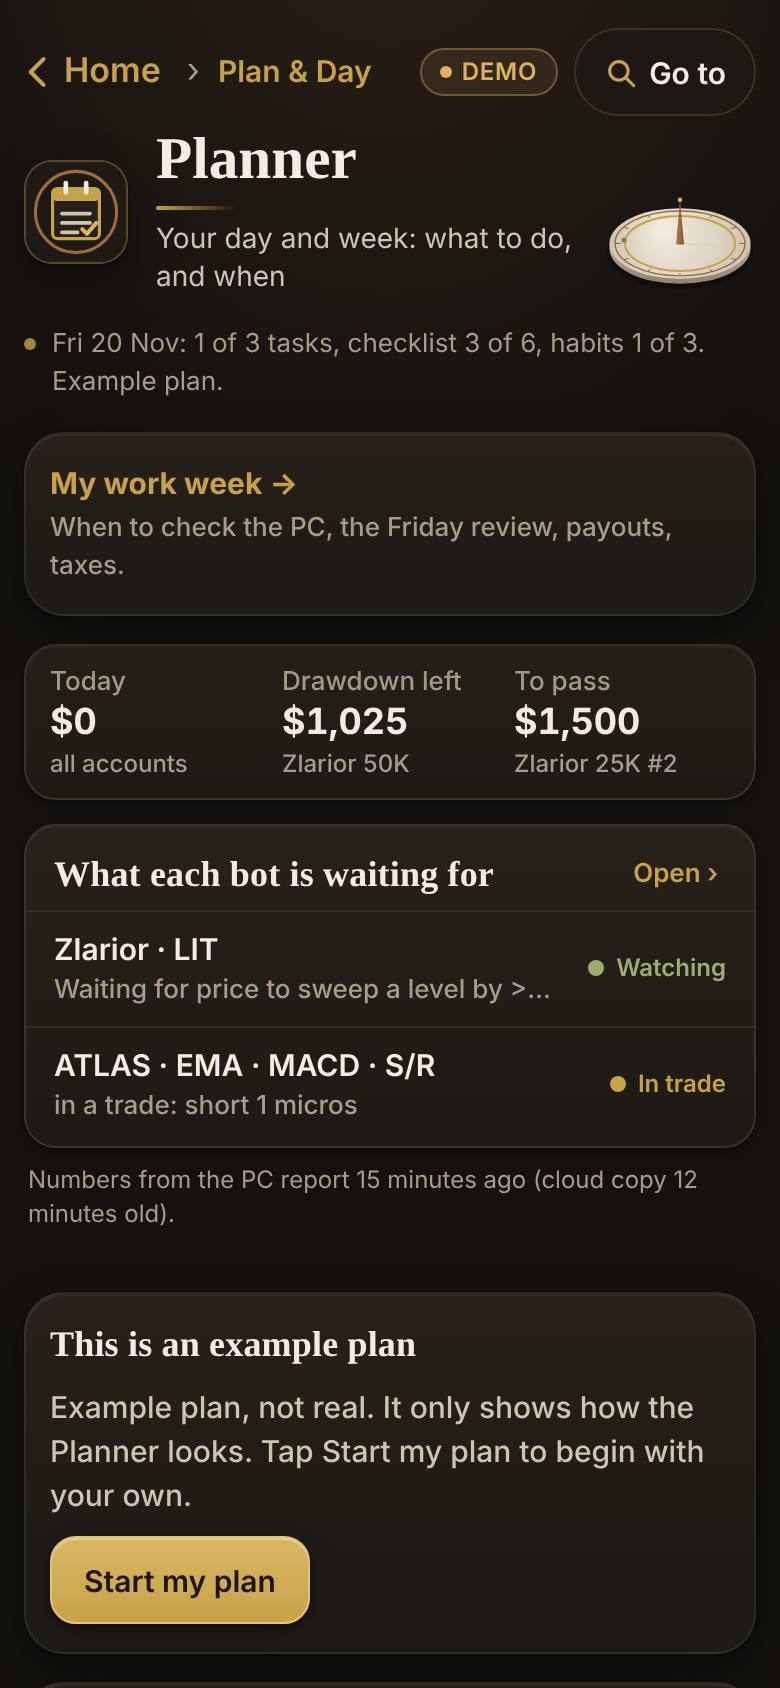 Home › Plan & Day
DEMO
Go to
Planner
Your day and week: what to do,
and when
Fri 20 Nov: 1 of 3 tasks, checklist 3 of 6, habits 1 of 3.
Example plan.
My work week →
When to check the PC, the Friday review, payouts,
taxes.
Today
$0
all accounts
Drawdown left
$1,025
Zlarior 50K
To pass
$1,500
Zlarior 25K #2
What each bot is waiting for
Open ›
Zlarior · LIT
Waiting for price to sweep a level by >...
Watching
ATLAS · EMA · MACD · S/R
in a trade: short 1 micros
In trade
Numbers from the PC report 15 minutes ago (cloud copy 12
minutes old).
This is an example plan
Example plan, not real. It only shows how the
Planner looks. Tap Start my plan to begin with
your own.
Start my plan